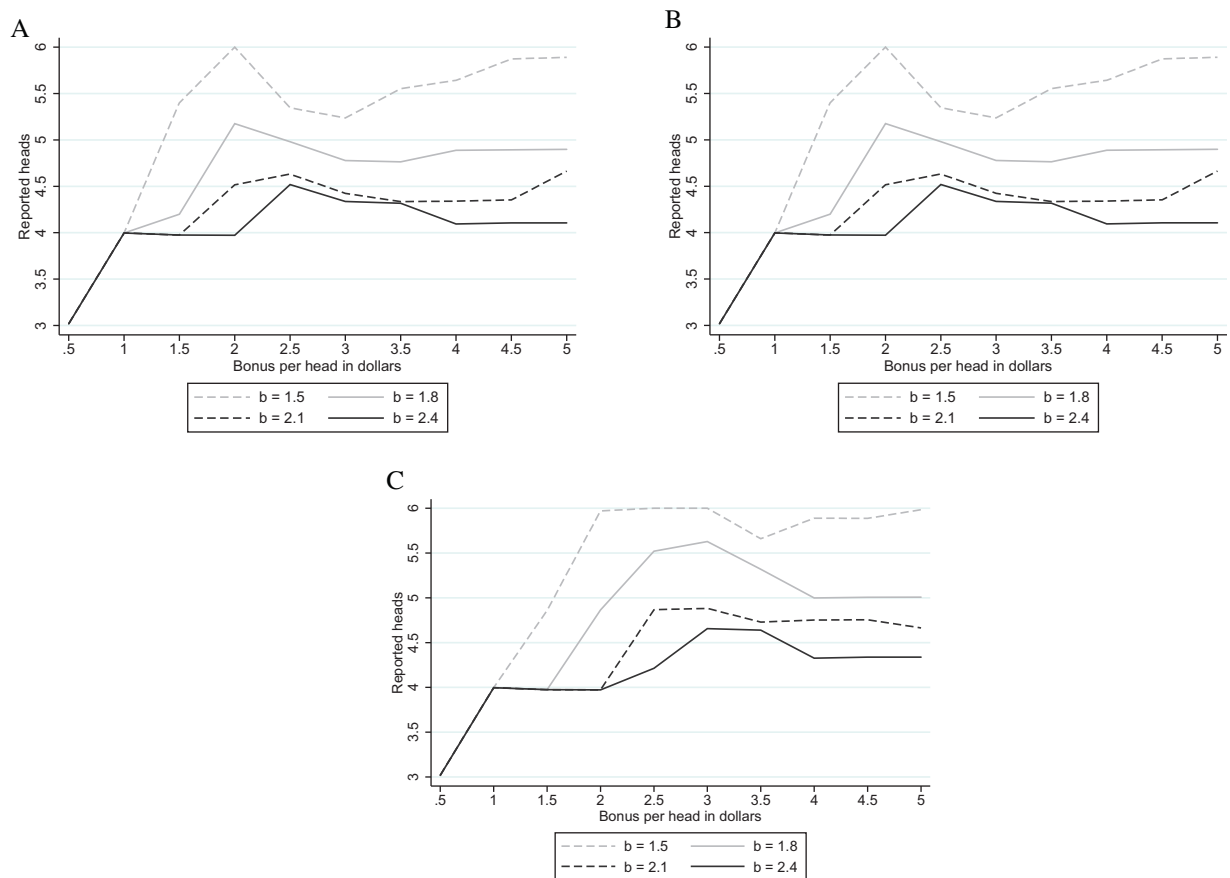 A
Reported heads
6
5.5
5
4.5
4
3.5
3
.5 1 1.5 2 2.5 3 3.5 4 4.5 5
Bonus per head in dollars
b = 1.5 b = 1.8
b = 2.1 b = 2.4
B
Reported heads
6
5.5
5
4.5
4
3.5
3
.5 1 1.5 2 2.5 3 3.5 4 4.5 5
Bonus per head in dollars
b = 1.5 b = 1.8
b = 2.1 b = 2.4
C
Reported heads
6
5.5
5
4.5
4
3.5
3
.5 1 1.5 2 2.5 3 3.5 4 4.5 5
Bonus per head in dollars
b = 1.5 b = 1.8
b = 2.1 b = 2.4